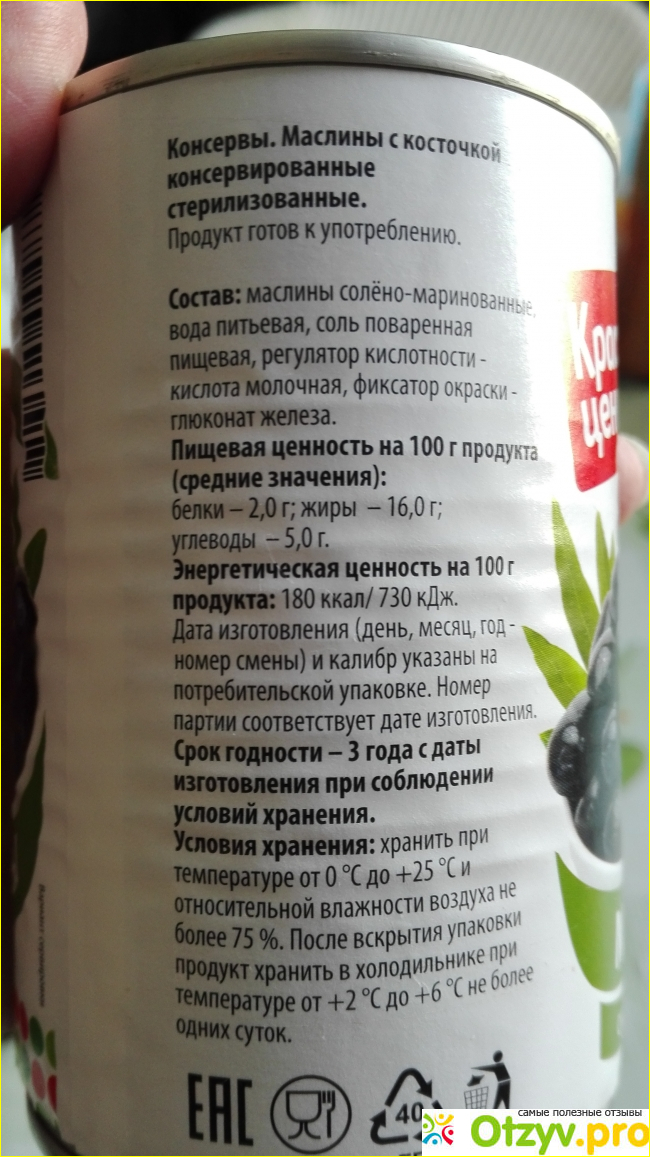 Консервы. Маслины с косточкой
консервированные
стерилизованные.
Продукт готов к употреблению.
Состав: маслины солёно-маринованные,
вода питьевая, соль поваренная
пищевая, регулятор кислотности -
кислота молочная, фиксатор окраски -
глюконат железа.
Пищевая ценность на 100 г продукта
(средние значения):
белки – 2,0 г; жиры – 16,0 г;
углеводы – 5,0 г.
Энергетическая ценность на 100 г
продукта: 180 ккал/ 730 кДж.
Дата изготовления (день, месяц, год -
номер смены) и калибр указаны на
потребительской упаковке. Номер
партии соответствует дате изготовления.
Срок годности – 3 года с даты
изготовления при соблюдении
условий хранения.
Условия хранения: хранить при
температуре от 0 °С до +25 °С и
относительной влажности воздуха не
более 75 %. После вскрытия упаковки
продукт хранить в холодильнике при
температуре от +2 °С до +6 °С не более
одних суток.
EAC
40
самые полезные отзывы
Otzyv.pro